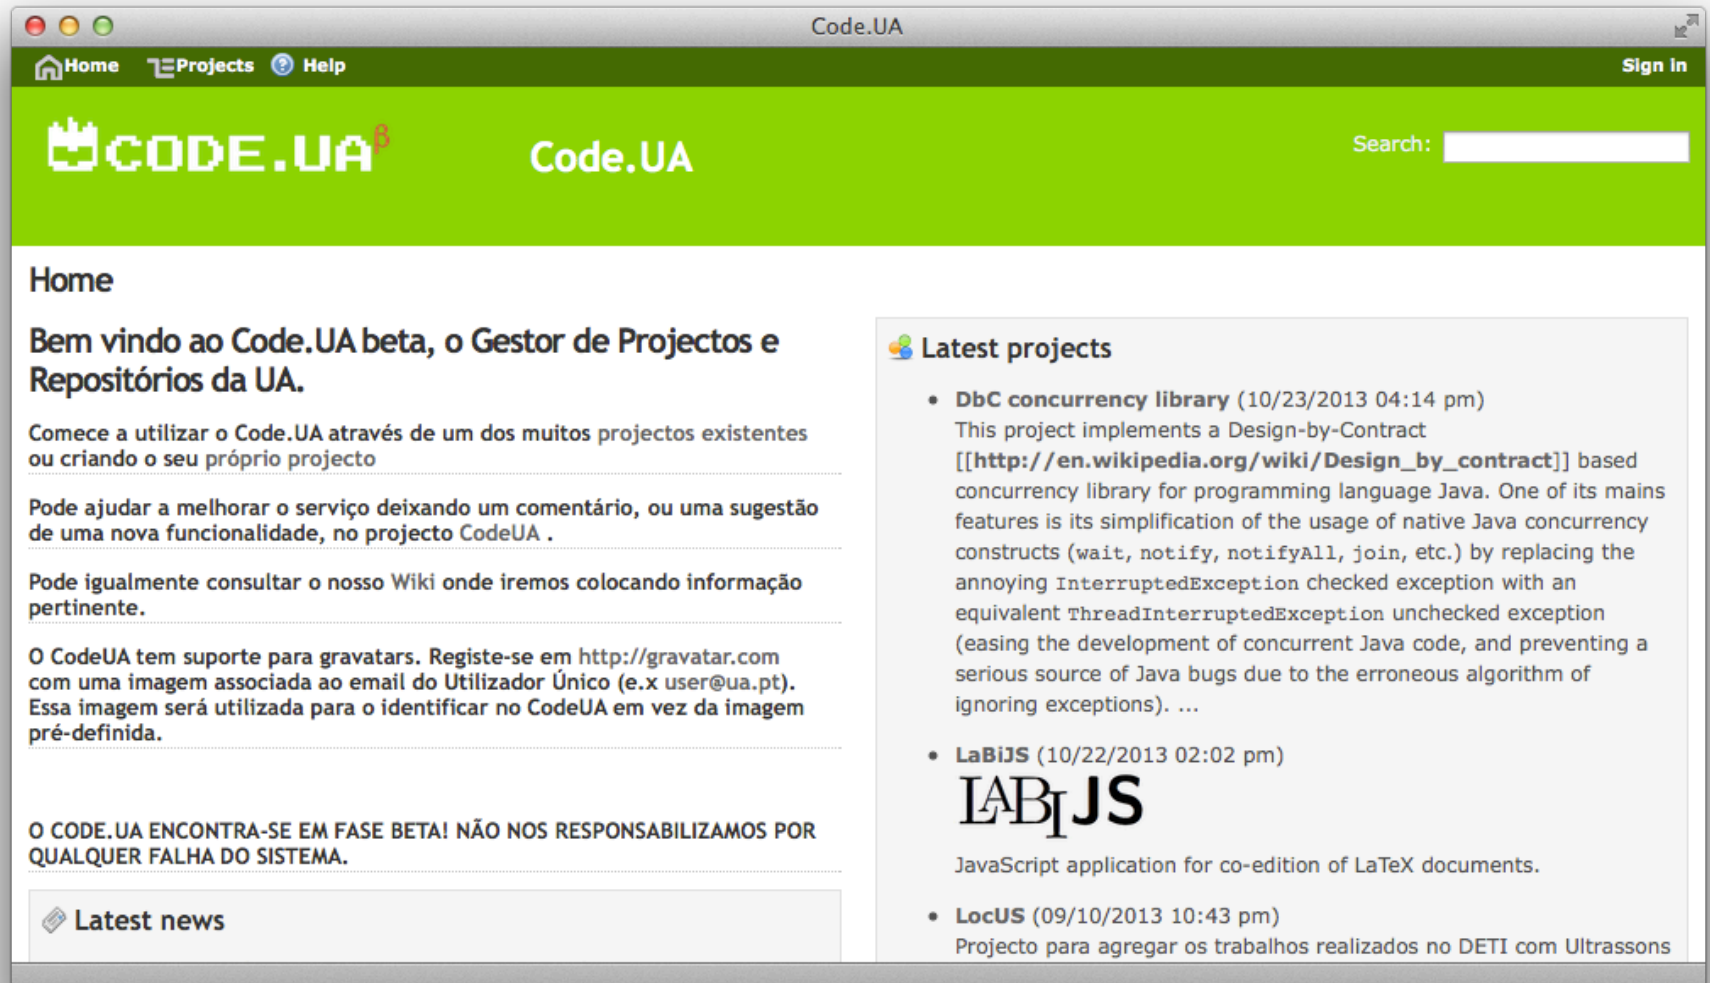 Code.UA
Home Projects Help Sign in
CODE.UAβ
Code.UA
Search:
Home
Bem vindo ao Code.UA beta, o Gestor de Projectos e
Repositórios da UA.
Comece a utilizar o Code.UA através de um dos muitos projectos existentes
ou criando o seu próprio projecto
Pode ajudar a melhorar o serviço deixando um comentário, ou uma sugestão
de uma nova funcionalidade, no projecto CodeUA .
Pode igualmente consultar o nosso Wiki onde iremos colocando informação
pertinente.
O CodeUA tem suporte para gravatars. Registe-se em http://gravatar.com
com uma imagem associada ao email do Utilizador Único (e.x user@ua.pt).
Essa imagem será utilizada para o identificar no CodeUA em vez da imagem
pré-definida.
O CODE.UA ENCONTRA-SE EM FASE BETA! NÃO NOS RESPONSABILIZAMOS POR
QUALQUER FALHA DO SISTEMA.
Latest news
Latest projects
• DbC concurrency library (10/23/2013 04:14 pm)
This project implements a Design-by-Contract
[[http://en.wikipedia.org/wiki/Design_by_contract]] based
concurrency library for programming language Java. One of its mains
features is its simplification of the usage of native Java concurrency
constructs (wait, notify, notifyAll, join, etc.) by replacing the
annoying InterruptedException checked exception with an
equivalent ThreadInterruptedException unchecked exception
(easing the development of concurrent Java code, and preventing a
serious source of Java bugs due to the erroneous algorithm of
ignoring exceptions). ...
• LaBiJS (10/22/2013 02:02 pm)
LABI JS
JavaScript application for co-edition of LaTeX documents.
• LocUS (09/10/2013 10:43 pm)
Projecto para agregar os trabalhos realizados no DETI com Ultrassons